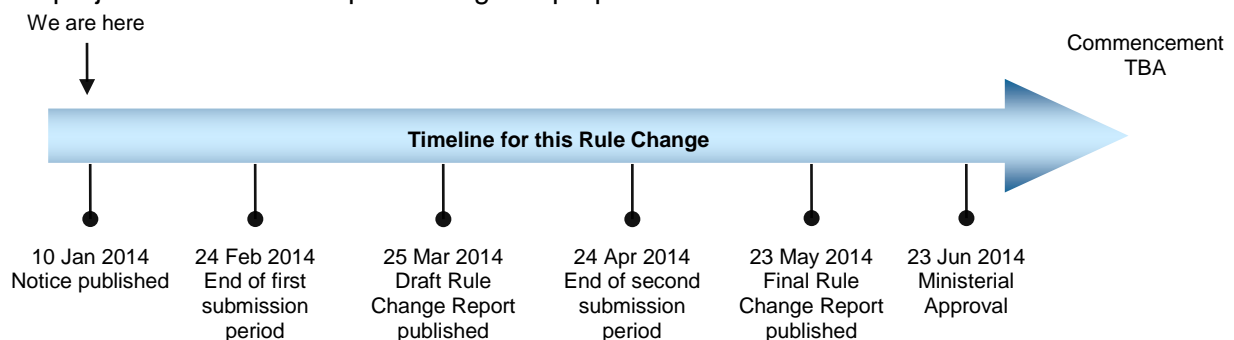 We are here
Commencement
TBA
Timeline for this Rule Change
10 Jan 2014
Notice published
24 Feb 2014
End of first
submission
period
25 Mar 2014
Draft Rule
Change Report
published
24 Apr 2014
End of second
submission
period
23 May 2014
Final Rule
Change Report
published
23 Jun 2014
Ministerial
Approval